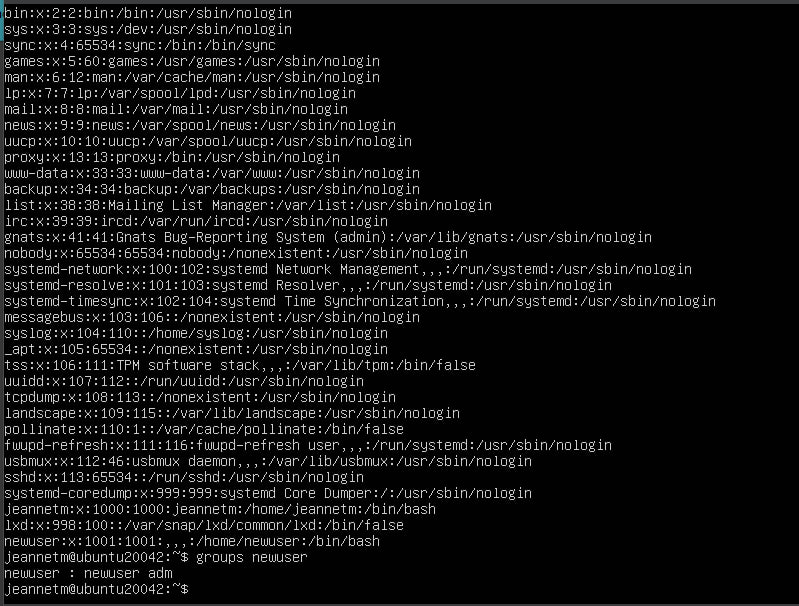 bin:x:2:2:bin:/bin:/usr/sbin/nologin
sys:x:3:3:sys:/dev:/usr/sbin/nologin
sync:x:4:65534:sync:/bin:/bin/sync
games:x:5:60:games:/usr/games:/usr/sbin/nologin
man:x:6:12:man:/var/cache/man:/usr/sbin/nologin
lp:x:7:7:lp:/var/spool/lpd:/usr/sbin/nologin
mail:x:8:8:mail:/var/mail:/usr/sbin/nologin
news:x:9:9:news:/var/spool/news:/usr/sbin/nologin
uucp:x:10:10:uucp:/var/spool/uucp:/usr/sbin/nologin
proxy:x:13:13:proxy:/bin:/usr/sbin/nologin
www-data:x:33:33:www-data:/var/www:/usr/sbin/nologin
backup:x:34:34:backup:/var/backups:/usr/sbin/nologin
list:x:38:38:Mailing List Manager:/var/list:/usr/sbin/nologin
irc:x:39:39:ircd:/var/run/ircd:/usr/sbin/nologin
gnats:x:41:41:Gnats Bug-Reporting System (admin):/var/lib/gnats:/usr/sbin/nologin
nobody:x:65534:65534:nobody:/nonexistent:/usr/sbin/nologin
systemd-network:x:100:102:systemd Network Management,,,:/run/systemd:/usr/sbin/nologin
systemd-resolve:x:101:103:systemd Resolver,,,:/run/systemd:/usr/sbin/nologin
systemd-timesync:x:102:104:systemd Time Synchronization,,,:/run/systemd:/usr/sbin/nologin
messagebus:x:103:106::/nonexistent:/usr/sbin/nologin
syslog:x:104:110::/home/syslog:/usr/sbin/nologin
_apt:x:105:65534::/nonexistent:/usr/sbin/nologin
tss:x:106:111:TPM software stack,,,:/var/lib/tpm:/bin/false
uuidd:x:107:112::/run/uuidd:/usr/sbin/nologin
tcpdump:x:108:113::/nonexistent:/usr/sbin/nologin
landscape:x:109:115::/var/lib/landscape:/usr/sbin/nologin
pollinate:x:110:1::/var/cache/pollinate:/bin/false
fwupd-refresh:x:111:116:fwupd-refresh user,,,:/run/systemd:/usr/sbin/nologin
usbmux:x:112:46:usbmux daemon,,,:/var/lib/usbmux:/usr/sbin/nologin
sshd:x:113:65534::/run/sshd:/usr/sbin/nologin
systemd-coredump:x:999:999:systemd Core Dumper:/:/usr/sbin/nologin
jeannetm:x:1000:1000:jeannetm:/home/jeannetm:/bin/bash
lxd:x:998:100::/var/snap/lxd/common/lxd:/bin/false
newuser:x:1001:1001:,,,:/home/newuser:/bin/bash
jeannetm@ubuntu20042:~$ groups newuser
newuser : newuser adm
jeannetm@ubuntu20042:~$